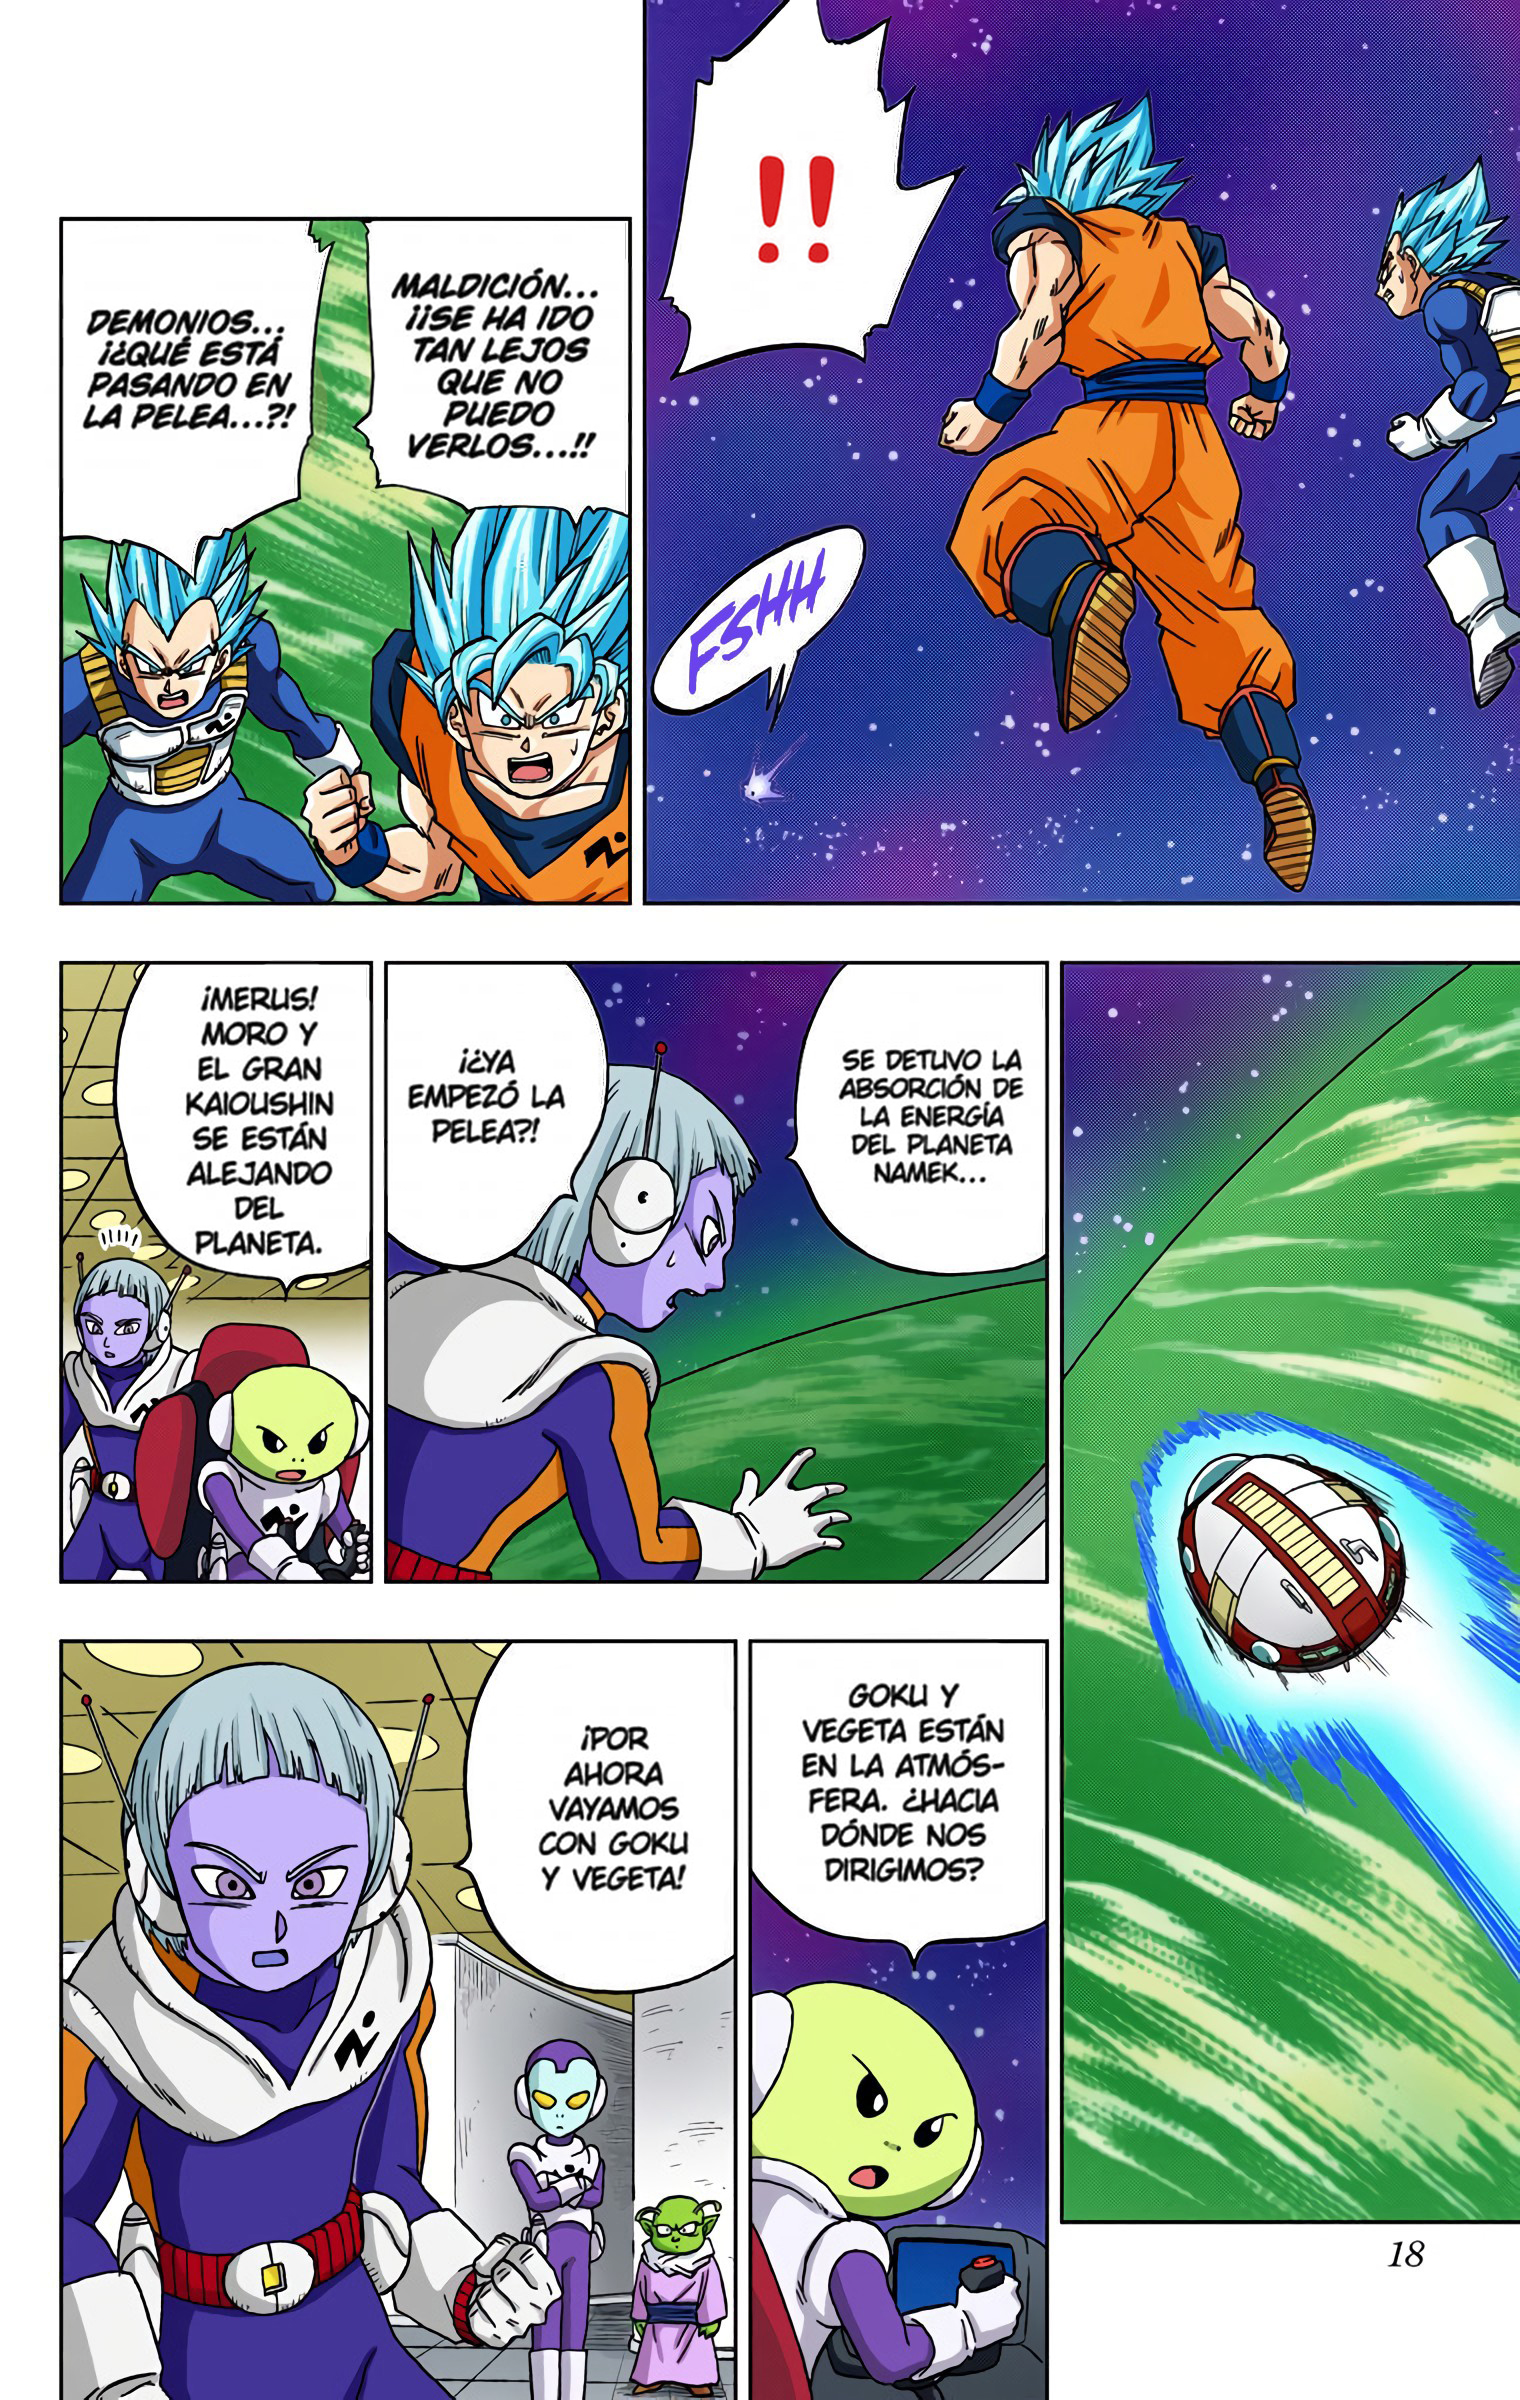 !!
FSHHH
MALDICIÓN...
¡¡SE HA IDO
TAN LEJOS
QUE NO
PUEDO
VERLOS...!!
DEMONIOS...
¡¿QUÉ ESTÁ
PASANDO EN
LA PELEA...?!
SE DETUVO LA
ABSORCIÓN DE
LA ENERGÍA
DEL PLANETA
NAMEK...
¡¿YA
EMPEZÓ LA
PELEA?!
¡MERUS!
MORO Y
EL GRAN
KAIOUSHIN
SE ESTÁN
ALEJANDO
DEL
PLANETA.
GOKU Y
VEGETA ESTÁN
EN LA ATMÓS-
FERA. ¿HACIA
DÓNDE NOS
DIRIGIMOS?
¡POR
AHORA
VAYAMOS
CON GOKU
Y VEGETA!
18